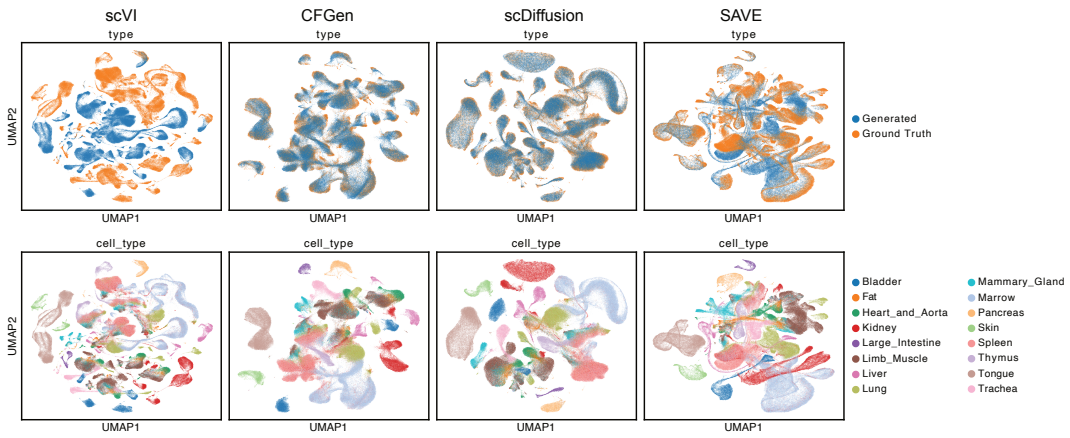 scVI CFGen scDiffusion SAVE
type type type type
UMAP2
Generated
Ground Truth
UMAP1 UMAP1 UMAP1 UMAP1
cell_type cell_type cell_type cell_type
UMAP2
Bladder Mammary_Gland
Fat Marrow
Heart_and_Aorta Pancreas
Kidney Skin
Large_Intestine Spleen
Limb_Muscle Thymus
Liver Tongue
Lung Trachea
UMAP1 UMAP1 UMAP1 UMAP1